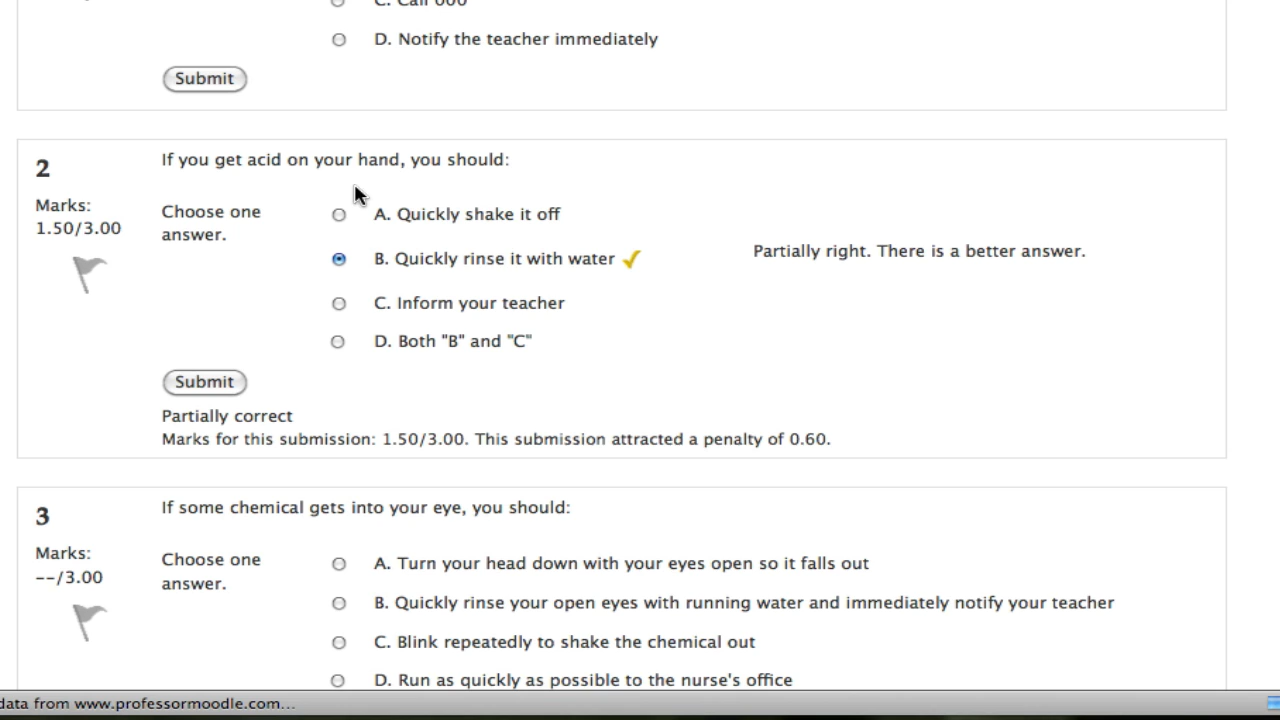 D. Notify the teacher immediately
Submit
2
If you get acid on your hand, you should:
Marks:
1.50/3.00
Choose one
answer.
A. Quickly shake it off
B. Quickly rinse it with water
Partially right. There is a better answer.
C. Inform your teacher
D. Both "B" and "C"
Submit
Partially correct
Marks for this submission: 1.50/3.00. This submission attracted a penalty of 0.60.
3
If some chemical gets into your eye, you should:
Marks:
--/3.00
Choose one
answer.
A. Turn your head down with your eyes open so it falls out
B. Quickly rinse your open eyes with running water and immediately notify your teacher
C. Blink repeatedly to shake the chemical out
D. Run as quickly as possible to the nurse's office
data from www.professormoodle.com...